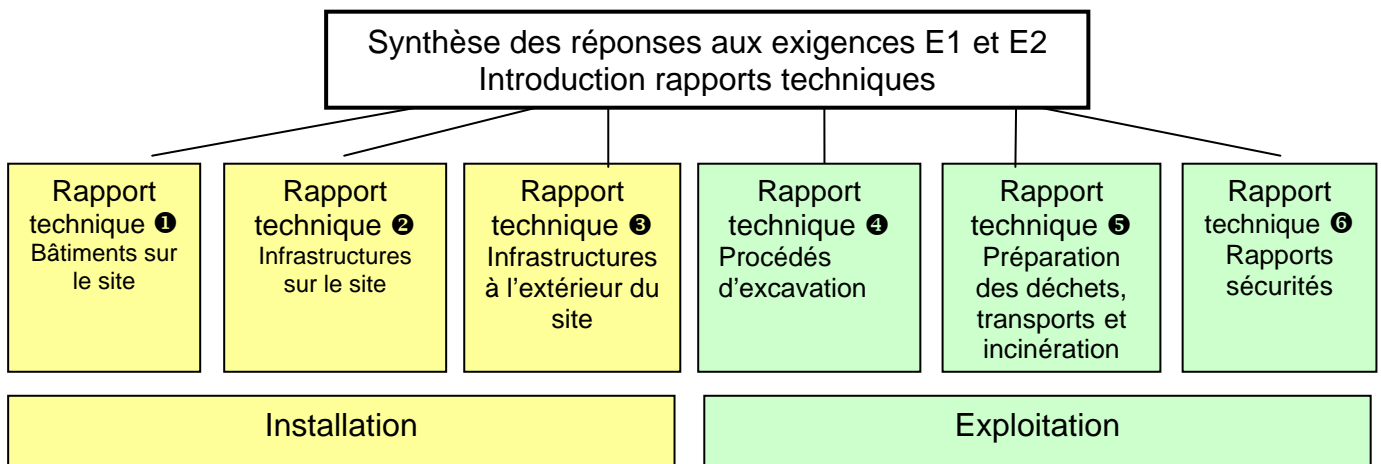 Synthèse des réponses aux exigences E1 et E2
Introduction rapports techniques
Rapport
technique ❶
Bâtiments sur
le site
Rapport
technique ❷
Infrastructures
sur le site
Rapport
technique ❸
Infrastructures
à l’extérieur du
site
Rapport
technique ❹
Procédés
d’excavation
Rapport
technique ❺
Préparation
des déchets,
transports et
incinération
Rapport
technique ❻
Rapports
sécurités
Installation
Exploitation